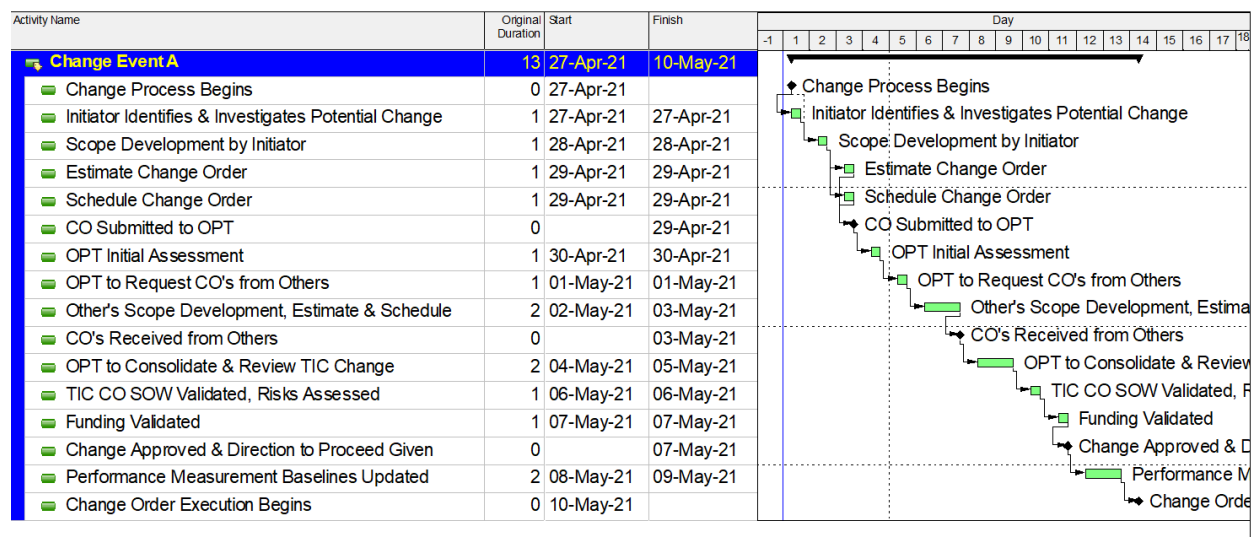 Activity Name Original Duration Start Finish Day
-1 1 2 3 4 5 6 7 8 9 10 11 12 13 14 15 16 17 18
Change Event A 13 27-Apr-21 10-May-21
Change Process Begins 0 27-Apr-21 Change Process Begins
Initiator Identifies & Investigates Potential Change 1 27-Apr-21 27-Apr-21 Initiator Identifies & Investigates Potential Change
Scope Development by Initiator 1 28-Apr-21 28-Apr-21 Scope Development by Initiator
Estimate Change Order 1 29-Apr-21 29-Apr-21 Estimate Change Order
Schedule Change Order 1 29-Apr-21 29-Apr-21 Schedule Change Order
CO Submitted to OPT 0 29-Apr-21 CO Submitted to OPT
OPT Initial Assessment 1 30-Apr-21 30-Apr-21 OPT Initial Assessment
OPT to Request CO's from Others 1 01-May-21 01-May-21 OPT to Request CO's from Others
Other's Scope Development, Estimate & Schedule 2 02-May-21 03-May-21 Other's Scope Development, Estima
CO's Received from Others 0 03-May-21 CO's Received from Others
OPT to Consolidate & Review TIC Change 2 04-May-21 05-May-21 OPT to Consolidate & Review
TIC CO SOW Validated, Risks Assessed 1 06-May-21 06-May-21 TIC CO SOW Validated, R
Funding Validated 1 07-May-21 07-May-21 Funding Validated
Change Approved & Direction to Proceed Given 0 07-May-21 Change Approved & D
Performance Measurement Baselines Updated 2 08-May-21 09-May-21 Performance M
Change Order Execution Begins 0 10-May-21 Change Orde